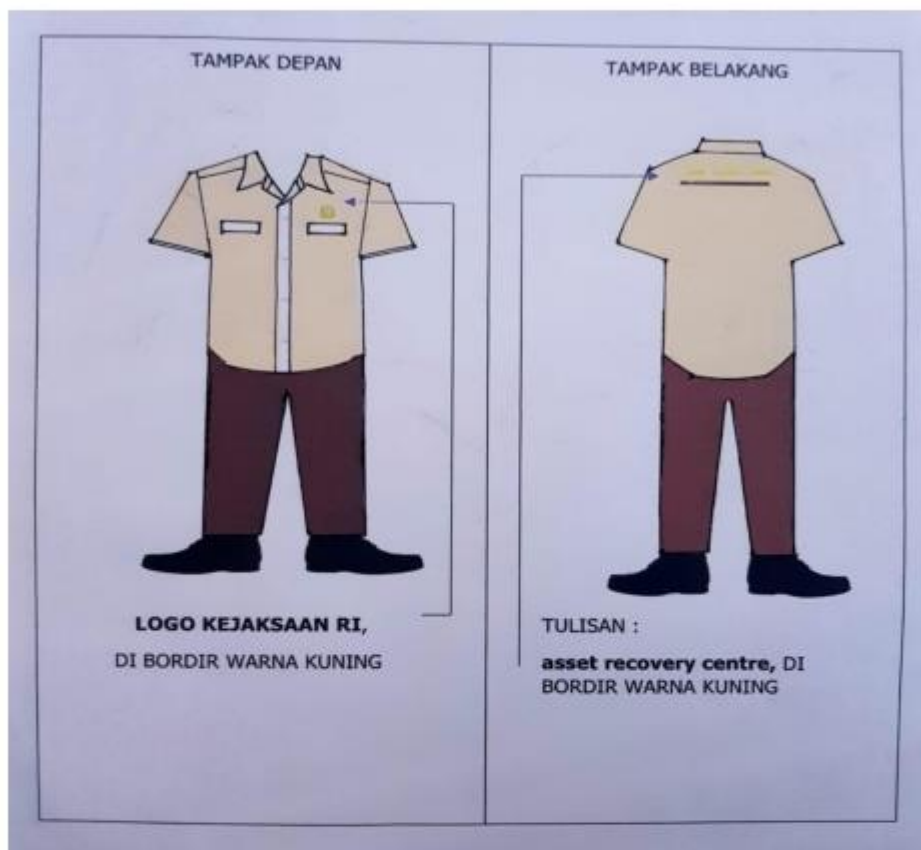 TAMPAK DEPAN
LOGO KEJAKSAAN RI,
DI BORDIR WARNA KUNING
TAMPAK BELAKANG
TULISAN :
asset recovery centre, DI
BORDIR WARNA KUNING